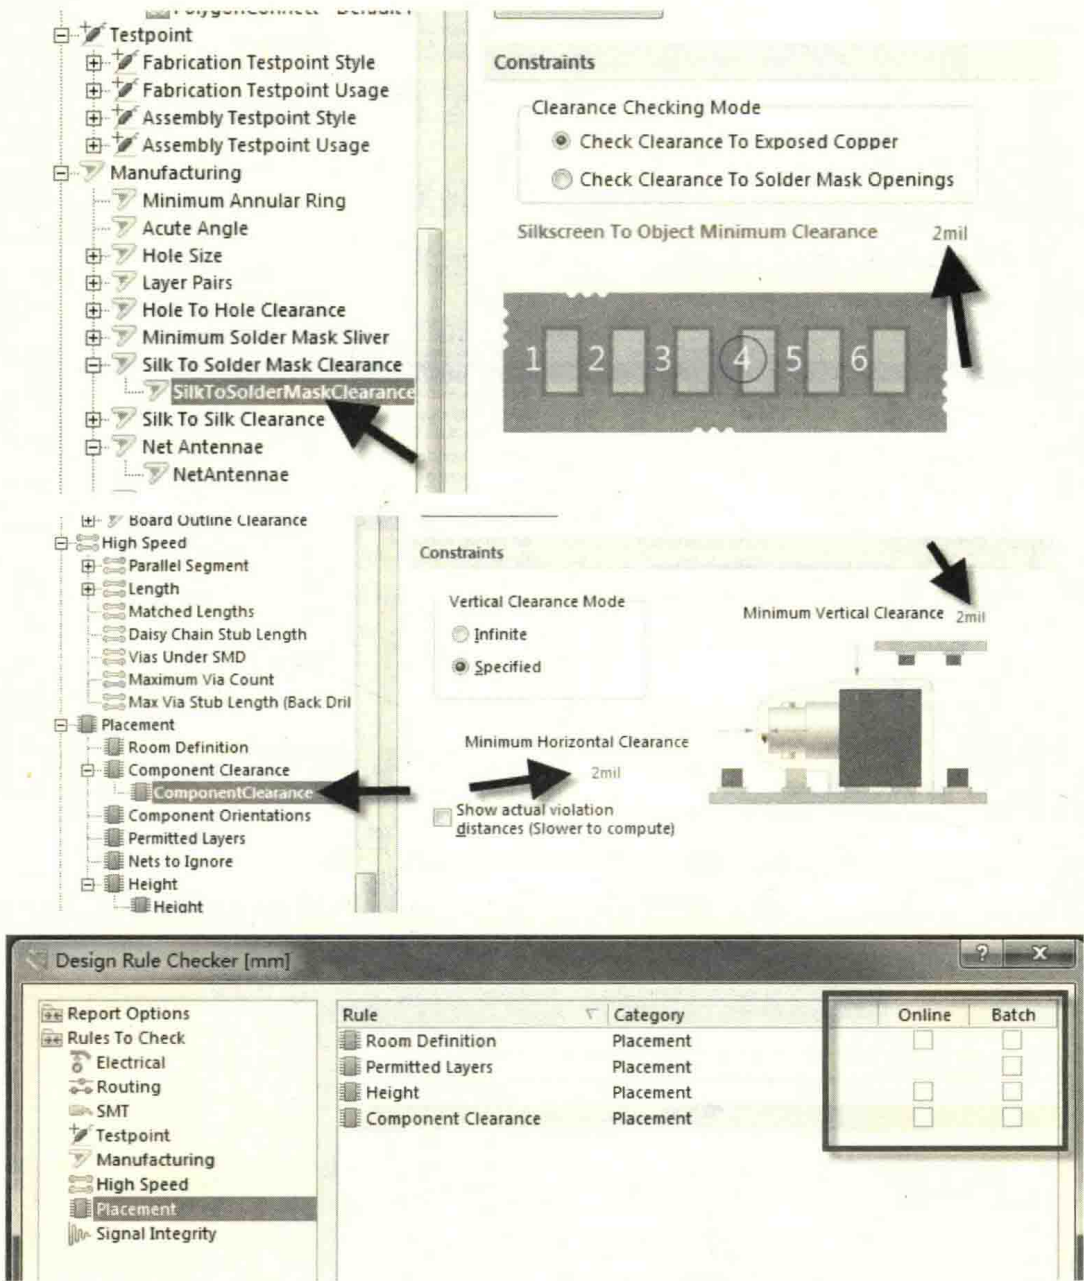 Testpoint
Fabrication Testpoint Style
Fabrication Testpoint Usage
Assembly Testpoint Style
Assembly Testpoint Usage
Manufacturing
Minimum Annular Ring
Acute Angle
Hole Size
Layer Pairs
Hole To Hole Clearance
Minimum Solder Mask Sliver
Silk To Solder Mask Clearance
SilkToSolderMaskClearance
Silk To Silk Clearance
Net Antennae
NetAntennae
Constraints
Clearance Checking Mode
Check Clearance To Exposed Copper
Check Clearance To Solder Mask Openings
Silkscreen To Object Minimum Clearance 2mil
1 2 3 4 5 6
Board Outline Clearance
High Speed
Parallel Segment
Length
Matched Lengths
Daisy Chain Stub Length
Vias Under SMD
Maximum Via Count
Max Via Stub Length (Back Dril
Placement
Room Definition
Component Clearance
ComponentClearance
Component Orientations
Permitted Layers
Nets to Ignore
Height
Height
Constraints
Vertical Clearance Mode
Infinite
Specified
Minimum Vertical Clearance 2mil
Minimum Horizontal Clearance
2mil
Show actual violation
distances (Slower to compute)
Design Rule Checker [mm]
? X
Report Options
Rules To Check
Electrical
Routing
SMT
Testpoint
Manufacturing
High Speed
Placement
Signal Integrity
Rule Category Online Batch
Room Definition Placement
Permitted Layers Placement
Height Placement
Component Clearance Placement